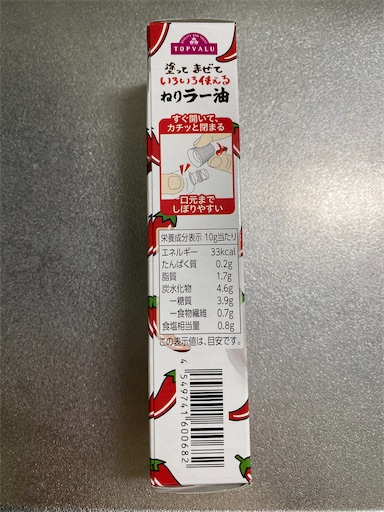 TOPVALU
塗って まぜて
いろいろ使える
ねりラー油
すぐ開いて、
カチッと閉まる
口元まで
しぼりやすい
栄養成分表示 10g当たり
エネルギー 33kcal
たんぱく質 0.2g
脂質 1.7g
炭水化物 4.6g
ー糖質 3.9g
ー食物繊維 0.7g
食塩相当量 0.8g
この表示値は、目安です。
4 549741 600682